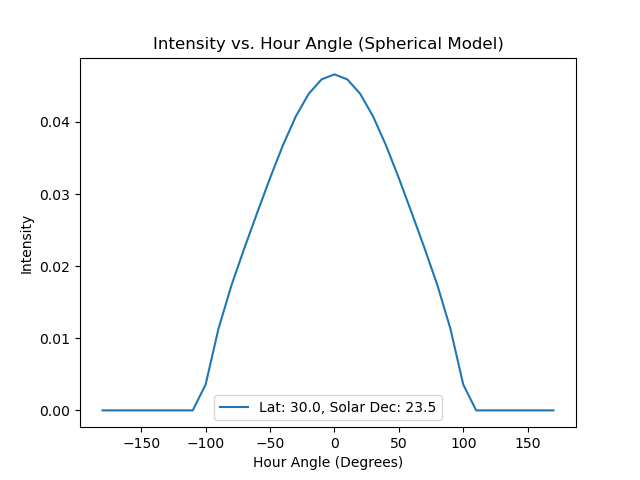 Intensity vs. Hour Angle (Spherical Model)
Intensity
0.04
0.03
0.02
0.01
0.00
Lat: 30.0, Solar Dec: 23.5
−150 −100 −50 0 50 100 150
Hour Angle (Degrees)